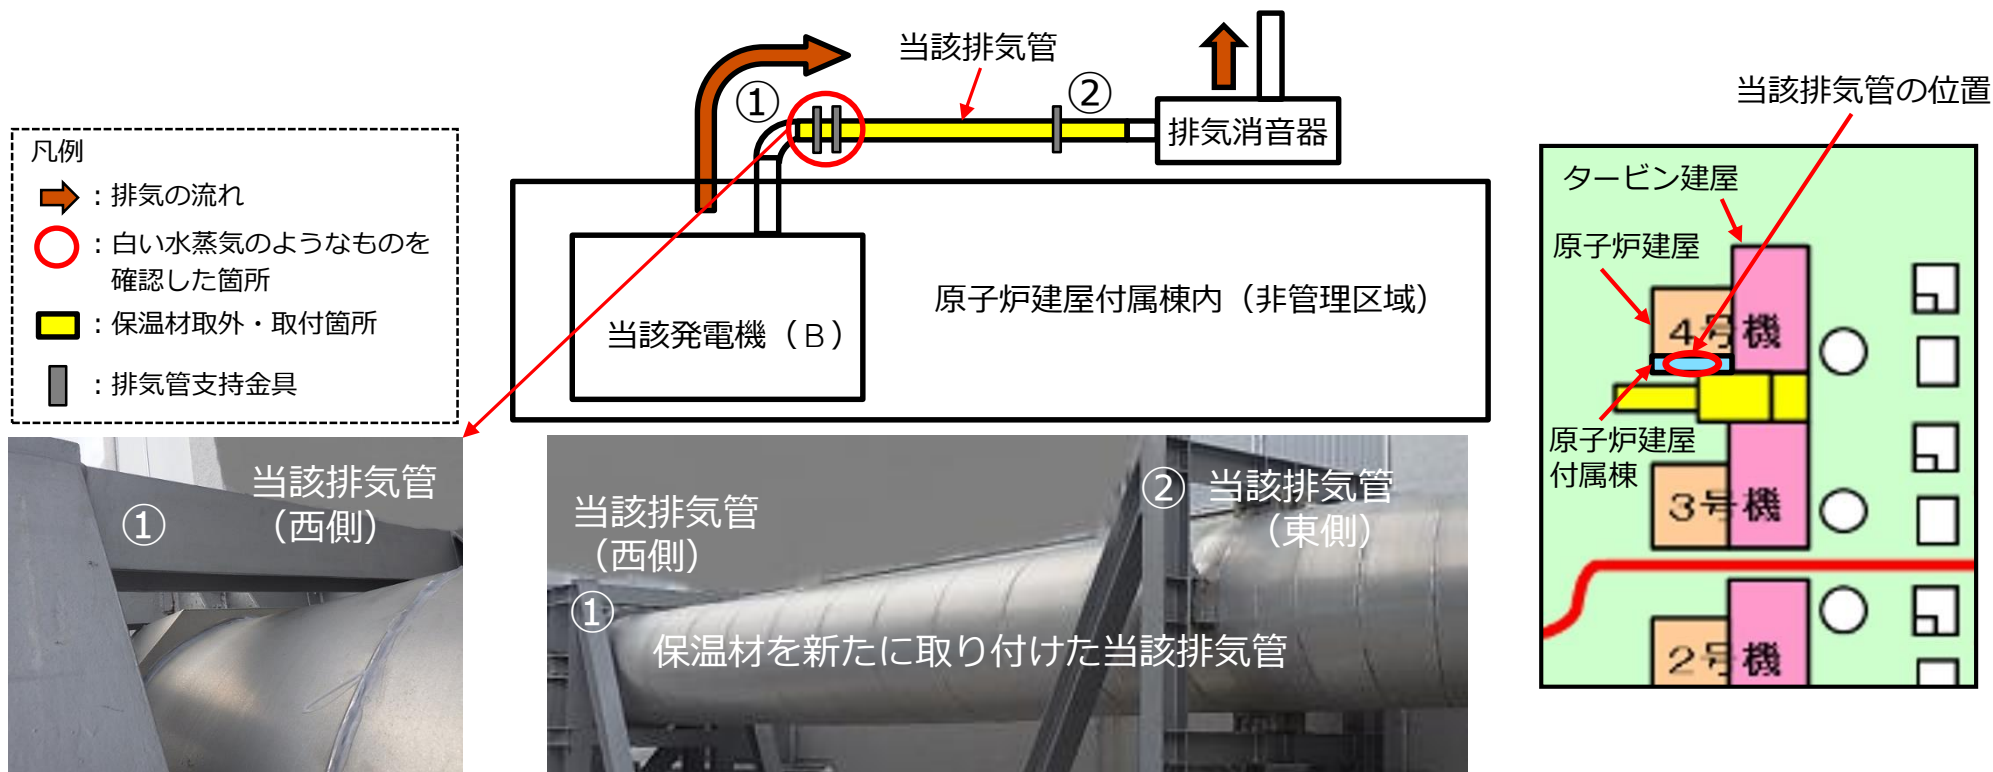 当該排気管
①
②
排気消音器
凡例
：排気の流れ
：白い水蒸気のようなものを
確認した箇所
：保温材取外・取付箇所
：排気管支持金具
当該発電機（Ｂ）
原子炉建屋付属棟内（非管理区域）
①
当該排気管
（西側）
当該排気管
（西側）
①
②
当該排気管
（東側）
保温材を新たに取り付けた当該排気管
当該排気管の位置
タービン建屋
原子炉建屋
４号機
原子炉建屋
付属棟
３号機
２号機